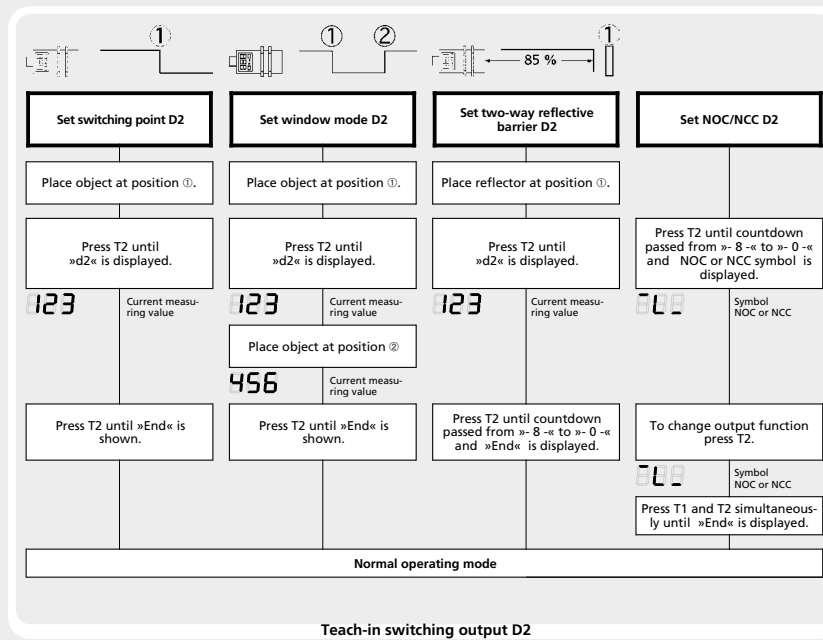 ①
① ②
85 %
①
Set switching point D2
Place object at position ①.
Press T2 until
»d2« is displayed.
123
Current measu-
ring value
Press T2 until »End« is
shown.
Set window mode D2
Place object at position ①.
Press T2 until
»d2« is displayed.
123
Current measu-
ring value
Place object at position ②
456
Current measu-
ring value
Press T2 until »End« is
shown.
Set two-way reflective
barrier D2
Place reflector at position ①.
Press T2 until
»d2« is displayed.
123
Current measu-
ring value
Press T2 until countdown
passed from »- 8 -« to »- 0 -«
and »End« is displayed.
Set NOC/NCC D2
Press T2 until countdown
passed from »- 8 -« to »- 0 -«
and NOC or NCC symbol is
displayed.
Symbol
NOC or NCC
To change output function
press T2.
Symbol
NOC or NCC
Press T1 and T2 simultaneous-
ly until »End« is displayed.
Normal operating mode
Teach-in switching output D2